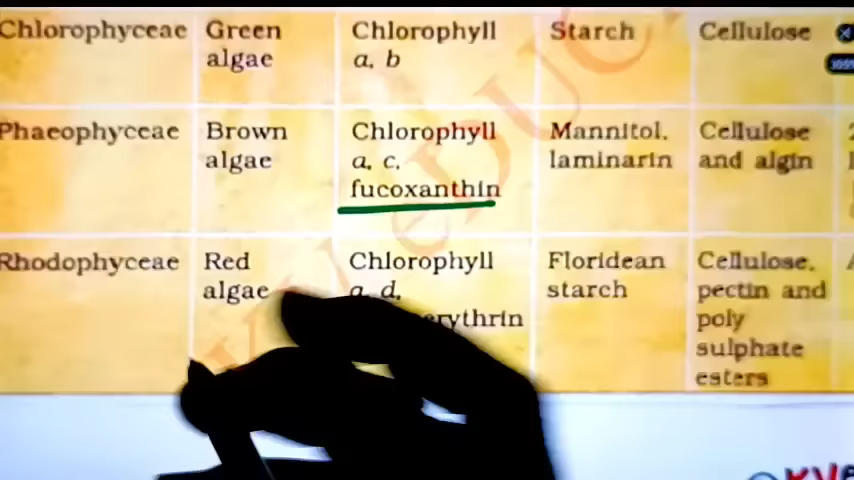 Chlorophyceae Green Chlorophyll Starch Cellulose
algae a, b
Phaeophyceae Brown Chlorophyll Mannitol, Cellulose
algae a, c, laminarin and algin
fucoxanthin
Rhodophyceae Red Chlorophyll Floridean Cellulose,
algae a, d, starch pectin and
erythrin poly
sulphate
esters